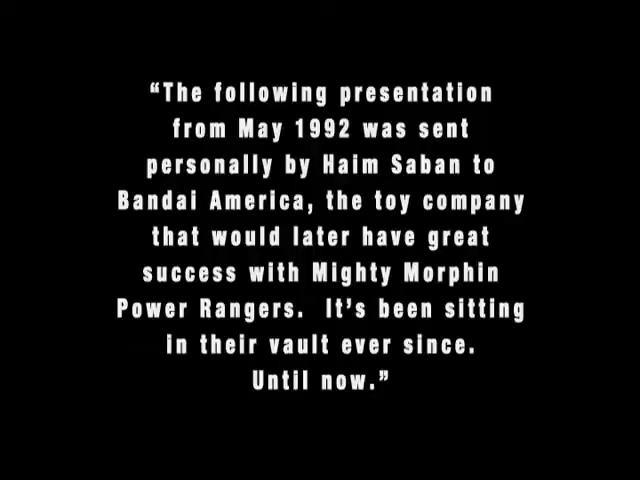 “The following presentation
from May 1992 was sent
personally by Haim Saban to
Bandai America, the toy company
that would later have great
success with Mighty Morphin
Power Rangers.  It’s been sitting
in their vault ever since.
Until now.”